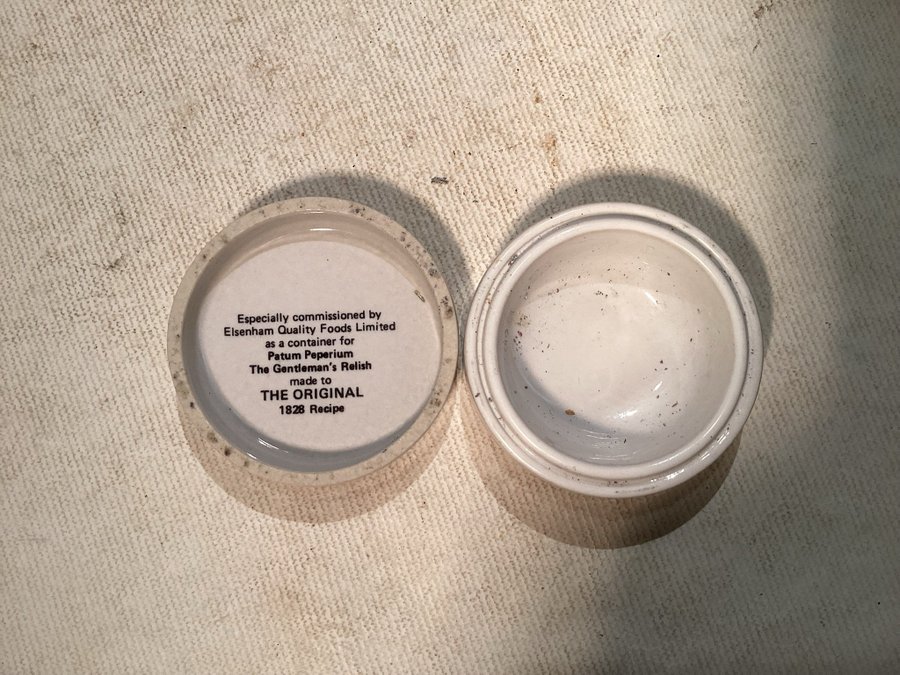 Especially commissioned by
Elsenham Quality Foods Limited
as a container for
Patum Peperium
The Gentleman's Relish
made to
THE ORIGINAL
1828 Recipe